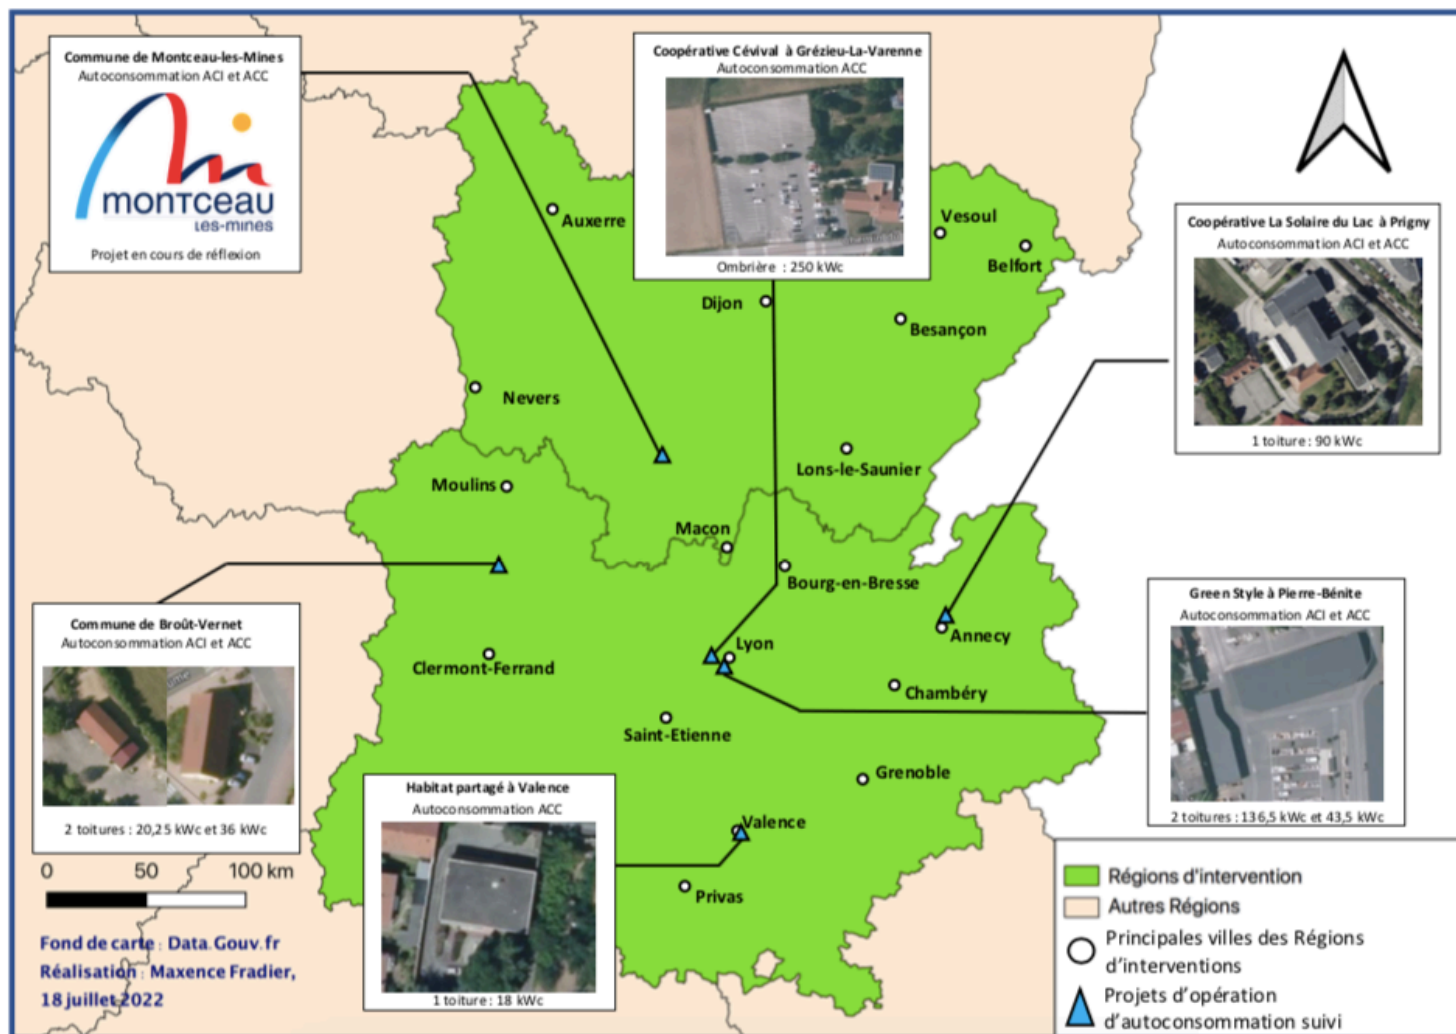 Commune de Montceau-les-Mines
Autoconsommation ACI et ACC
montceau
Les-mines
Projet en cours de réflexion
Coopérative Cévival à Grézieu-La-Varenne
Autoconsommation ACC
Ombrière : 250 kWc
Coopérative La Solaire du Lac à Prigny
Autoconsommation ACI et ACC
1 toiture : 90 kWc
Auxerre
Vesoul
Belfort
Dijon
Besançon
Nevers
Lons-le-Saunier
Moulins
Macon
Bourg-en-Bresse
Commune de Broût-Vernet
Autoconsommation ACI et ACC
2 toitures : 20,25 kWc et 36 kWc
Green Style à Pierre-Bénite
Autoconsommation ACI et ACC
2 toitures : 136,5 kWc et 43,5 kWc
Clermont-Ferrand
Lyon
Annecy
Chambéry
Saint-Etienne
Grenoble
Valence
Privas
Habitat partagé à Valence
Autoconsommation ACC
1 toiture : 18 kWc
0 50 100 km
Fond de carte : Data.Gouv.fr
Réalisation : Maxence Fradier,
18 juillet 2022
Régions d'intervention
Autres Régions
Principales villes des Régions
d'interventions
Projets d'opération
d'autoconsommation suivi